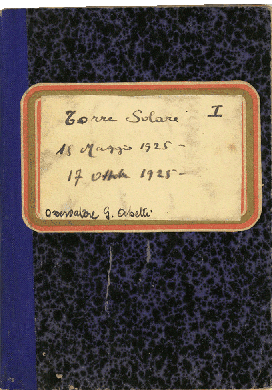 Torre Solare I
18 Maggio 1925 -
17 Ottobre 1925 -
Osservatore G. Abetti